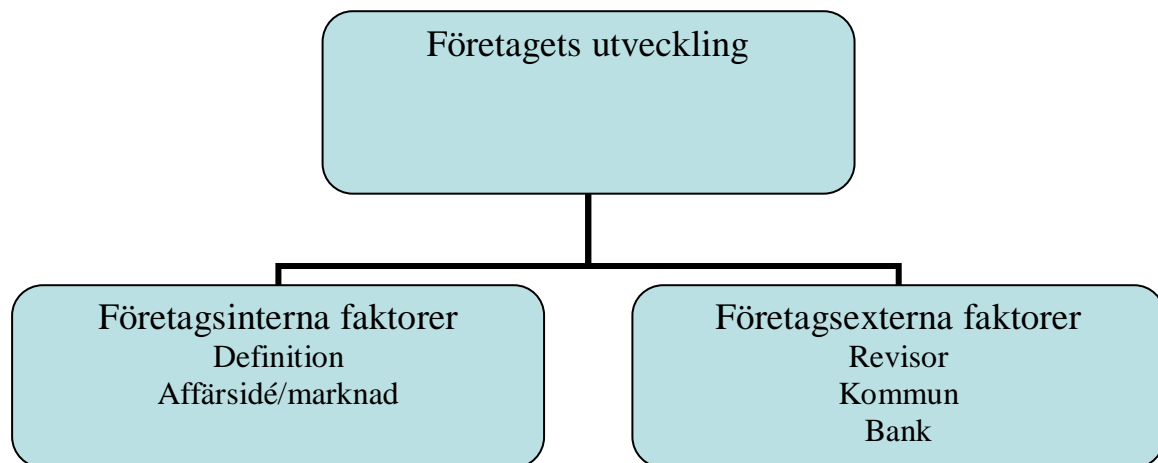 Företagets utveckling
Företagsinterna faktorer
Definition
Affärsidé/marknad
Företagsexterna faktorer
Revisor
Kommun
Bank